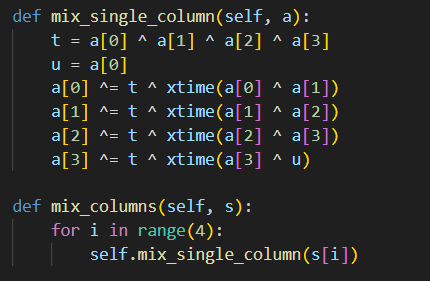 def mix_single_column(self, a):
    t = a[0] ^ a[1] ^ a[2] ^ a[3]
    u = a[0]
    a[0] ^= t ^ xtime(a[0] ^ a[1])
    a[1] ^= t ^ xtime(a[1] ^ a[2])
    a[2] ^= t ^ xtime(a[2] ^ a[3])
    a[3] ^= t ^ xtime(a[3] ^ u)

def mix_columns(self, s):
    for i in range(4):
        self.mix_single_column(s[i])